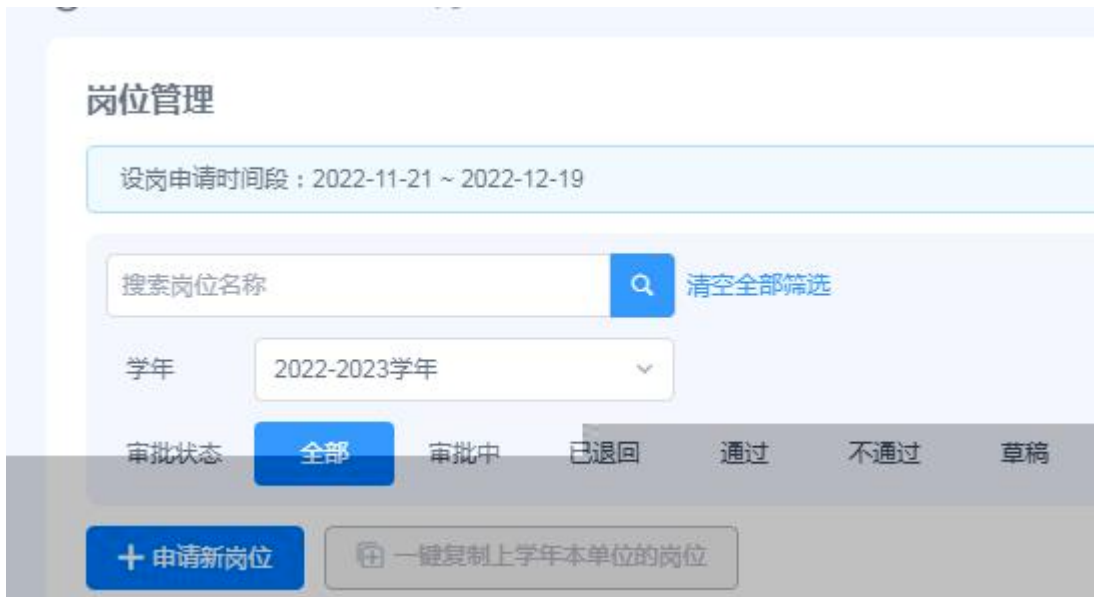 岗位管理
设岗申请时间段：2022-11-21 ~ 2022-12-19
搜索岗位名称 清空全部筛选
学年 2022-2023学年
审批状态 全部 审批中 已退回 通过 不通过 草稿
申请新岗位 一键复制上学年本单位的岗位